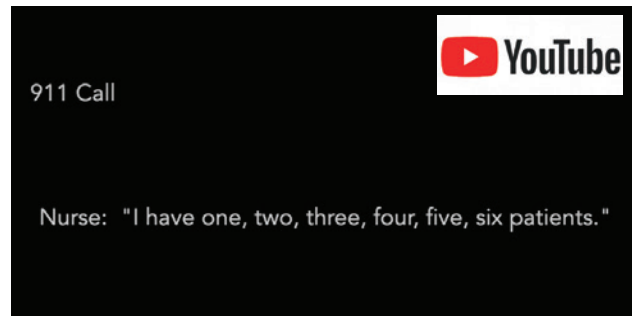 YouTube
911 Call
Nurse:  "I have one, two, three, four, five, six patients."